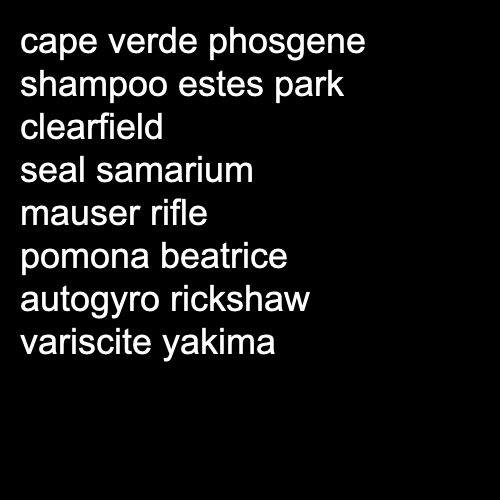 cape verde phosgene
shampoo estes park
clearfield
seal samarium
mauser rifle
pomona beatrice
autogyro rickshaw
variscite yakima